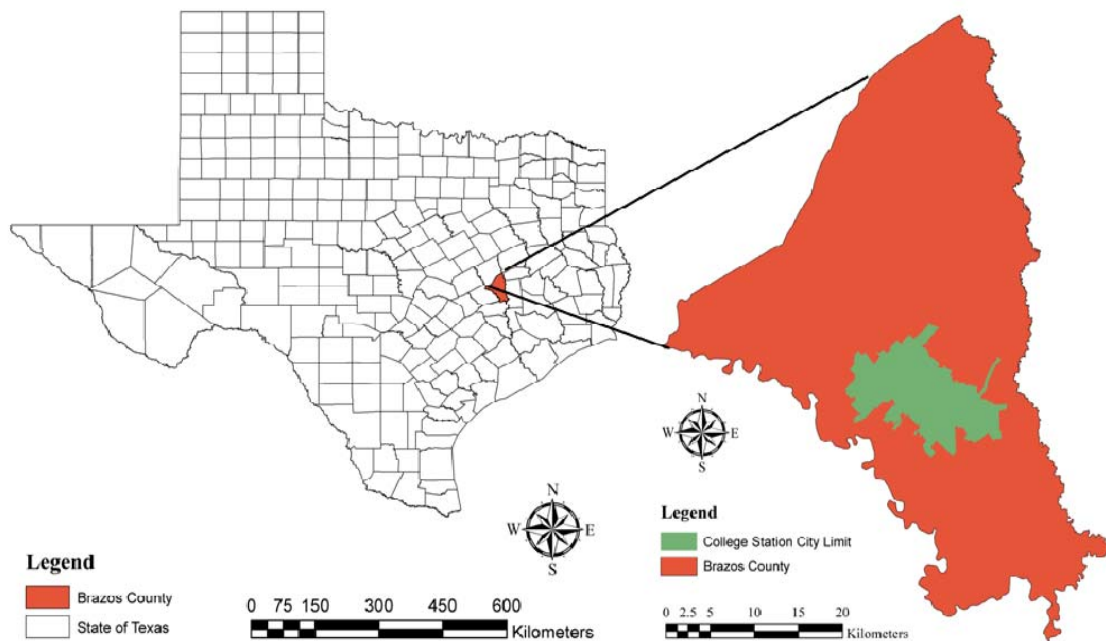 N
W E
S
N
W E
S
Legend
Brazos County
State of Texas
0 75 150 300 450 600
Kilometers
Legend
College Station City Limit
Brazos County
0 2.5 5 10 15 20
Kilometers